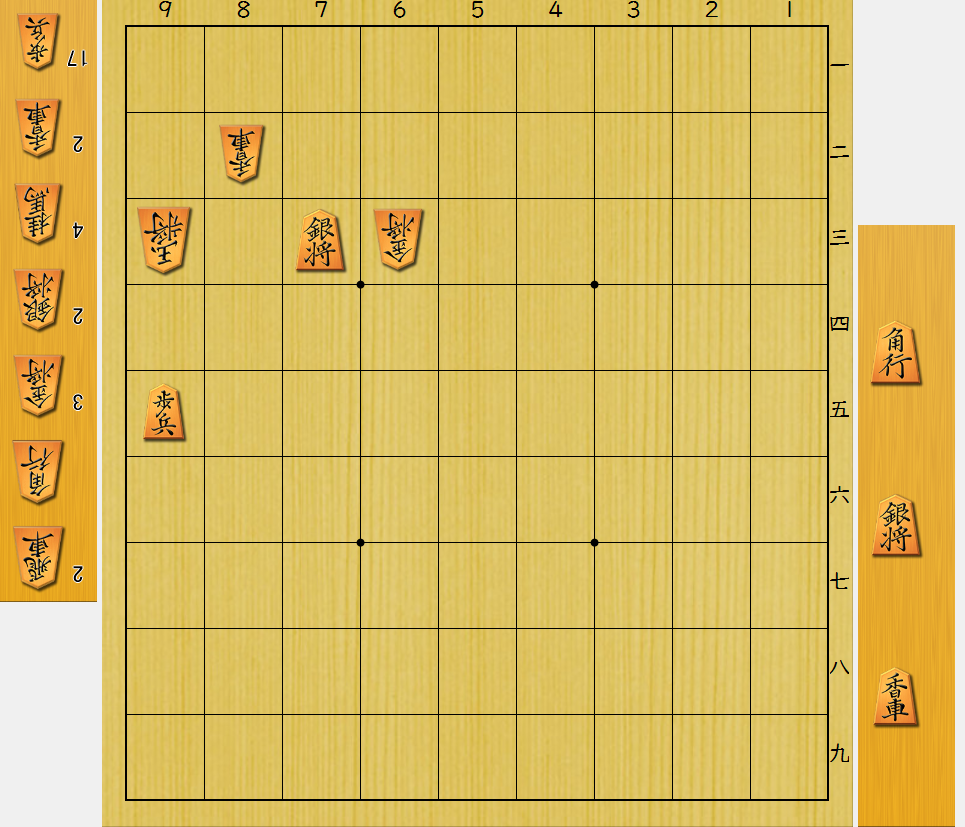 9 8 7 6 5 4 3 2 1
一
二
三
四
五
六
七
八
九
歩兵 17
香車 2
桂馬 4
銀将 2
金将 3
角行
飛車 2
香車
玉将 銀将 金将
歩兵
角行
銀将
香車